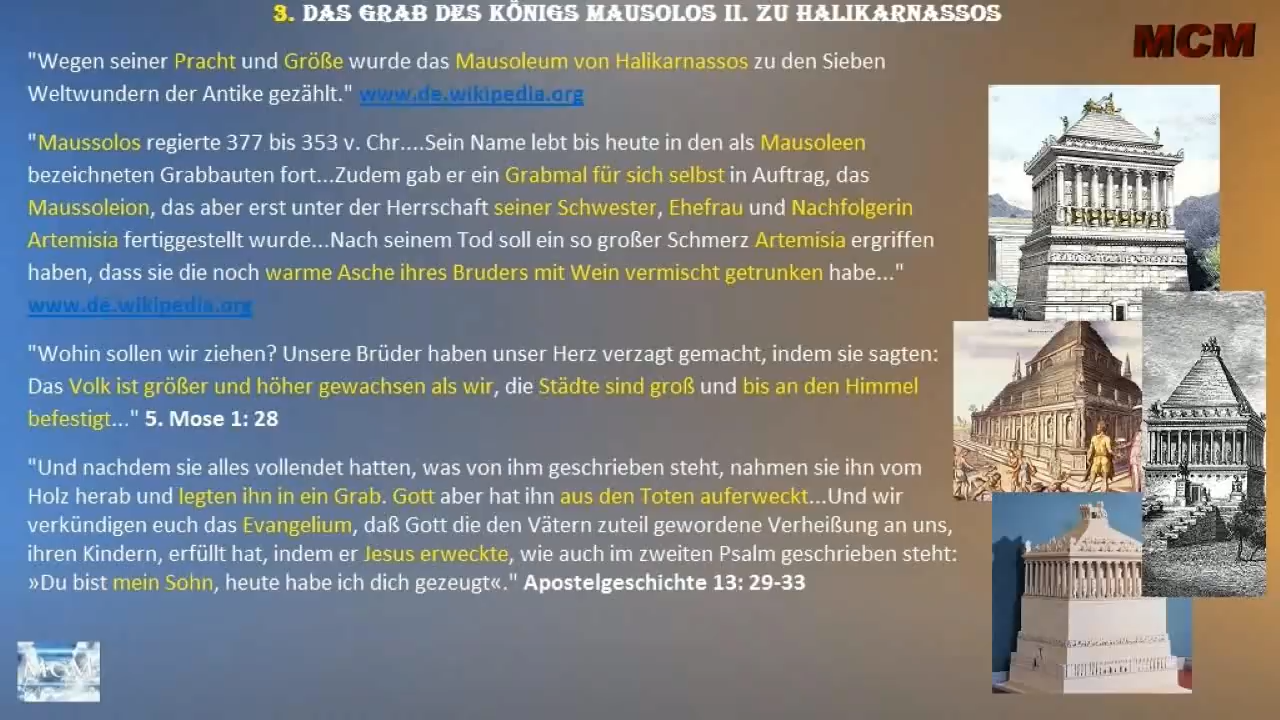 3. DAS GRAB DES KÖNIGS MAUSOLOS II. ZU HALIKARNASSOS
MCM
"Wegen seiner Pracht und Größe wurde das Mausoleum von Halikarnassos zu den Sieben
Weltwundern der Antike gezählt." www.de.wikipedia.org
"Maussolos regierte 377 bis 353 v. Chr....Sein Name lebt bis heute in den als Mausoleen
bezeichneten Grabbauten fort...Zudem gab er ein Grabmal für sich selbst in Auftrag, das
Maussoleion, das aber erst unter der Herrschaft seiner Schwester, Ehefrau und Nachfolgerin
Artemisia fertiggestellt wurde...Nach seinem Tod soll ein so großer Schmerz Artemisia ergriffen
haben, dass sie die noch warme Asche ihres Bruders mit Wein vermischt getrunken habe..."
www.de.wikipedia.org
"Wohin sollen wir ziehen? Unsere Brüder haben unser Herz verzagt gemacht, indem sie sagten:
Das Volk ist größer und höher gewachsen als wir, die Städte sind groß und bis an den Himmel
befestigt..." 5. Mose 1: 28
"Und nachdem sie alles vollendet hatten, was von ihm geschrieben steht, nahmen sie ihn vom
Holz herab und legten ihn in ein Grab. Gott aber hat ihn aus den Toten auferweckt...Und wir
verkündigen euch das Evangelium, daß Gott die den Vätern zuteil gewordene Verheißung an uns,
ihren Kindern, erfüllt hat, indem er Jesus erweckte, wie auch im zweiten Psalm geschrieben steht:
»Du bist mein Sohn, heute habe ich dich gezeugt«." Apostelgeschichte 13: 29-33
MCM